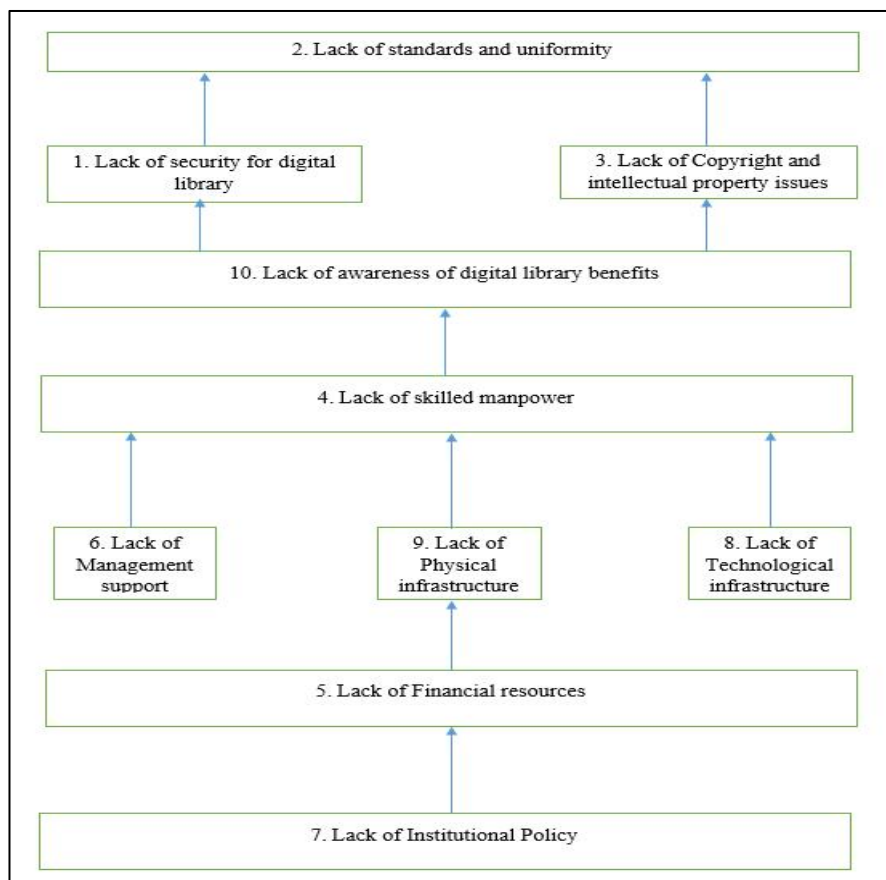 2. Lack of standards and uniformity
1. Lack of security for digital
library
3. Lack of Copyright and
intellectual property issues
10. Lack of awareness of digital library benefits
4. Lack of skilled manpower
6. Lack of
Management
support
9. Lack of
Physical
infrastructure
8. Lack of
Technological
infrastructure
5. Lack of Financial resources
7. Lack of Institutional Policy